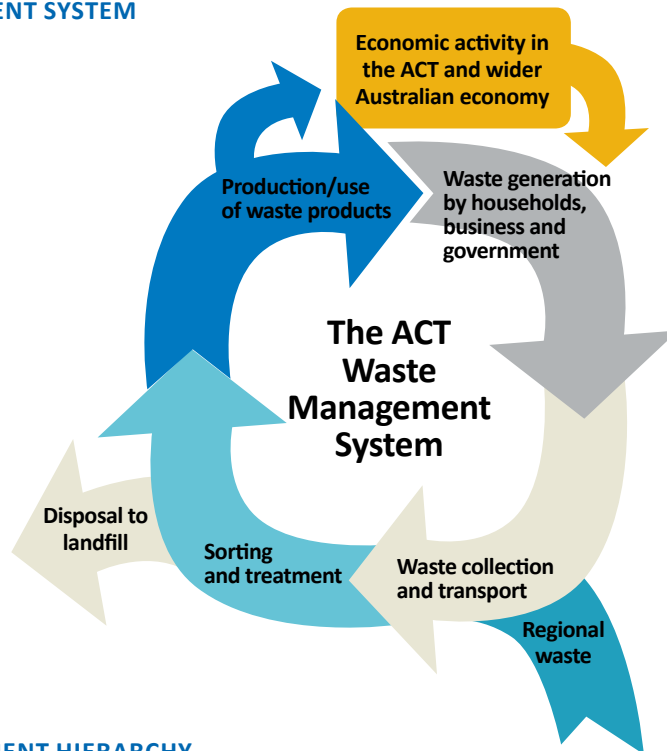 ENT SYSTEM
Economic activity in
the ACT and wider
Australian economy
Production/use
of waste products
Waste generation
by households,
business and
government
The ACT
Waste
Management
System
Disposal to
landfill
Sorting
and treatment
Waste collection
and transport
Regional
waste
ENT HIERARCHY